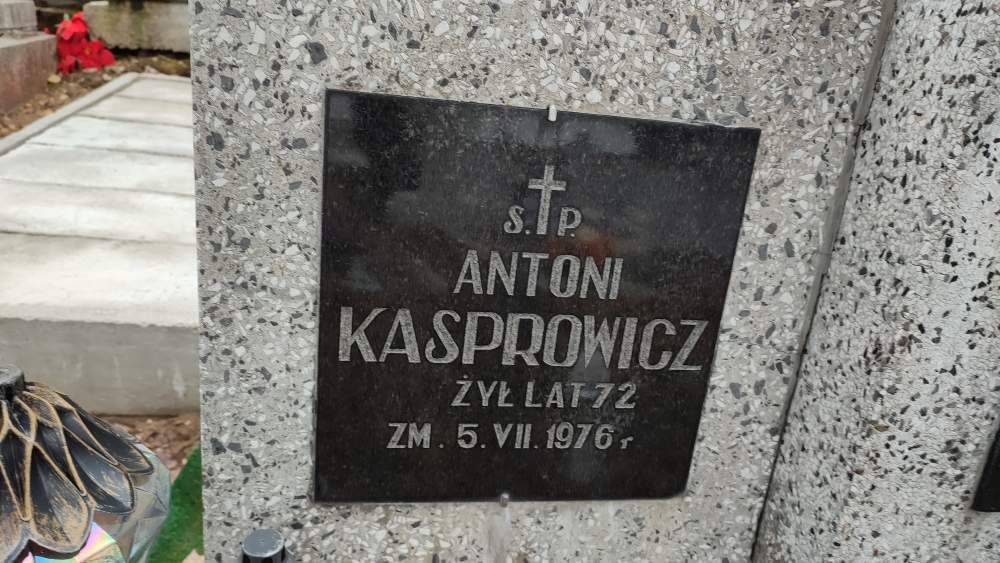 S.†P.
ANTONI
KASPROWICZ
ŻYŁ LAT 72
ZM. 5. VII. 1976 r